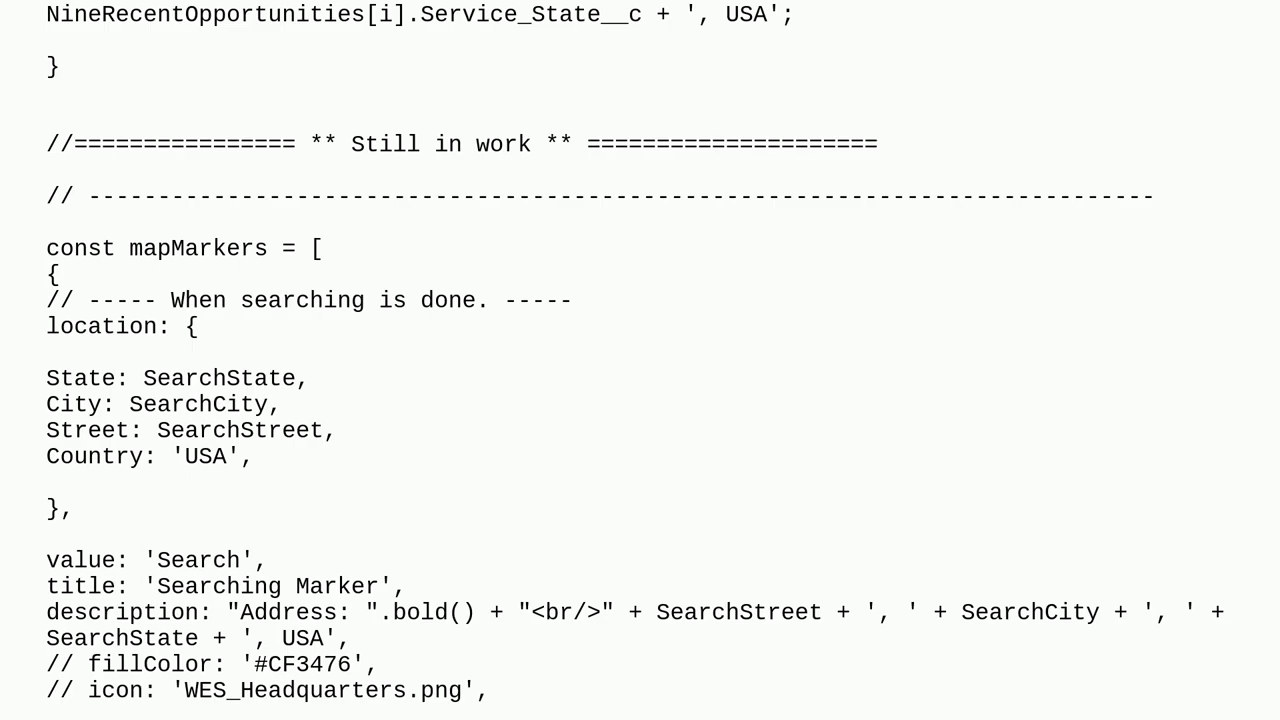 NineRecentOpportunities[i].Service_State__c + ', USA';
}
//================ ** Still in work ** =====================
// -----------------------------------------------------------------------------
const mapMarkers = [
{
// ----- When searching is done. -----
location: {
State: SearchState,
City: SearchCity,
Street: SearchStreet,
Country: 'USA',
},
value: 'Search',
title: 'Searching Marker',
description: "Address: ".bold() + "<br/>" + SearchStreet + ', ' + SearchCity + ', ' +
SearchState + ', USA',
// fillColor: '#CF3476',
// icon: 'WES_Headquarters.png',